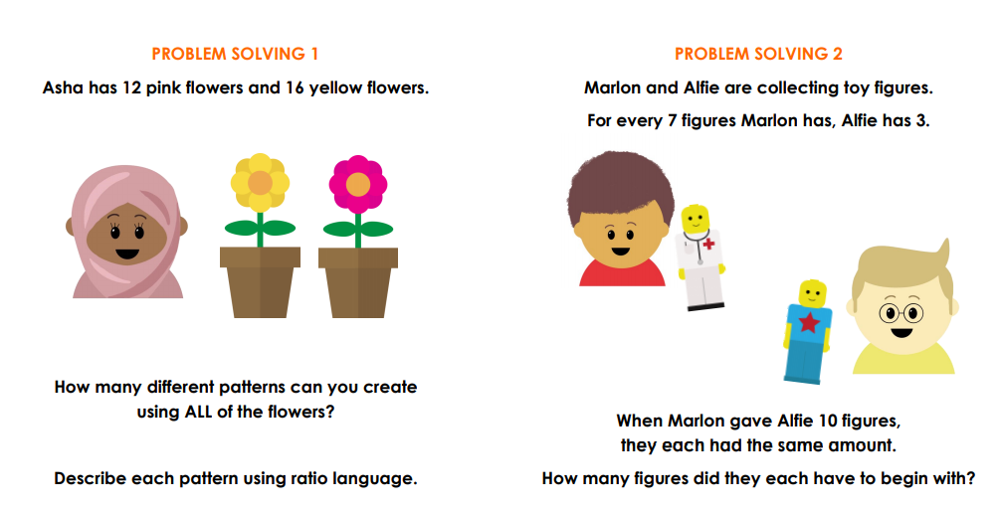 PROBLEM SOLVING 1
Asha has 12 pink flowers and 16 yellow flowers.
How many different patterns can you create
using ALL of the flowers?
Describe each pattern using ratio language.
PROBLEM SOLVING 2
Marlon and Alfie are collecting toy figures.
For every 7 figures Marlon has, Alfie has 3.
When Marlon gave Alfie 10 figures,
they each had the same amount.
How many figures did they each have to begin with?